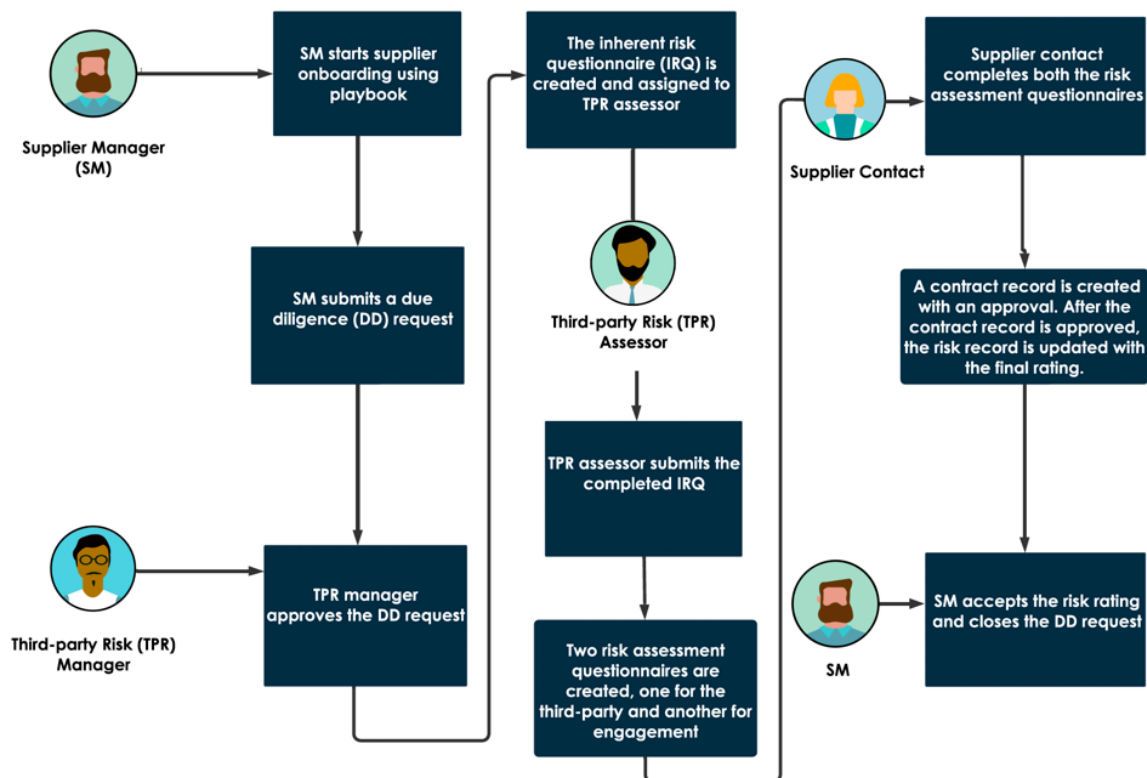 SM starts supplier
onboarding using
playbook
Supplier Manager
(SM)
SM submits a due
diligence (DD) request
TPR manager
approves the DD request
Third-party Risk (TPR)
Manager
The inherent risk
questionnaire (IRQ) is
created and assigned to
TPR assessor
Third-party Risk (TPR)
Assessor
TPR assessor submits the
completed IRQ
Two risk assessment
questionnaires are
created, one for the
third-party and another for
engagement
Supplier contact
completes both the risk
assessment questionnaires
Supplier Contact
A contract record is created
with an approval. After the
contract record is approved,
the risk record is updated with
the final rating.
SM accepts the risk rating
and closes the DD request
SM